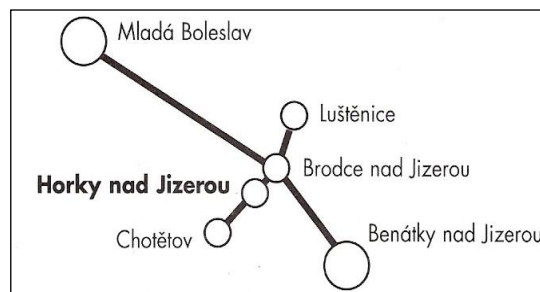 Mladá Boleslav
Luštěnice
Brodce nad Jizerou
Horky nad Jizerou
Chotětov
Benátky nad Jizerou